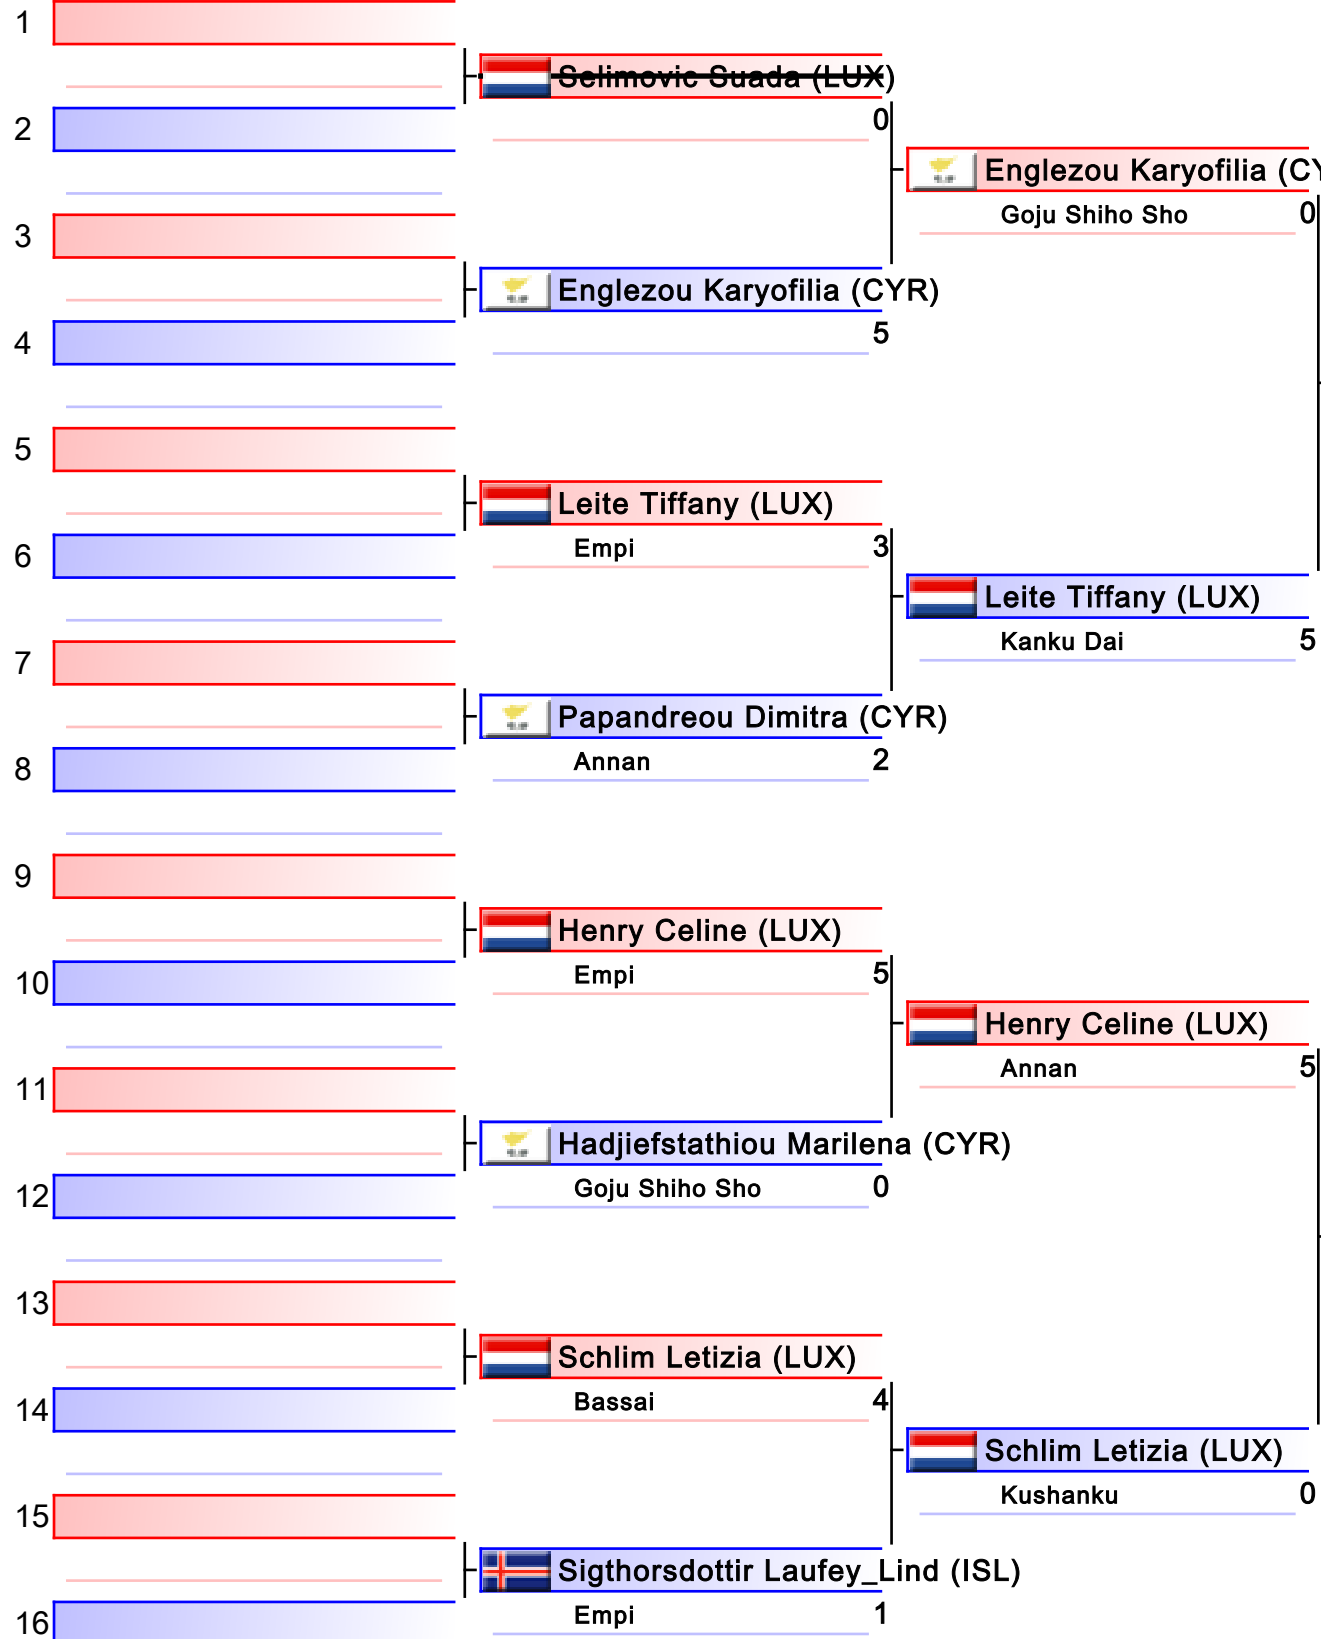 1
Selimovic Suada (LUX)
0
2
Englezou Karyofilia (CY
Goju Shiho Sho 0
3
Englezou Karyofilia (CYR)
5
4
5
Leite Tiffany (LUX)
Empi 3
6
Leite Tiffany (LUX)
Kanku Dai 5
7
Papandreou Dimitra (CYR)
Annan 2
8
9
Henry Celine (LUX)
Empi 5
10
Henry Celine (LUX)
Annan 5
11
Hadjiefstathiou Marilena (CYR)
Goju Shiho Sho 0
12
13
Schlim Letizia (LUX)
Bassai 4
14
Schlim Letizia (LUX)
Kushanku 0
15
Sigthorsdottir Laufey_Lind (ISL)
Empi 1
16